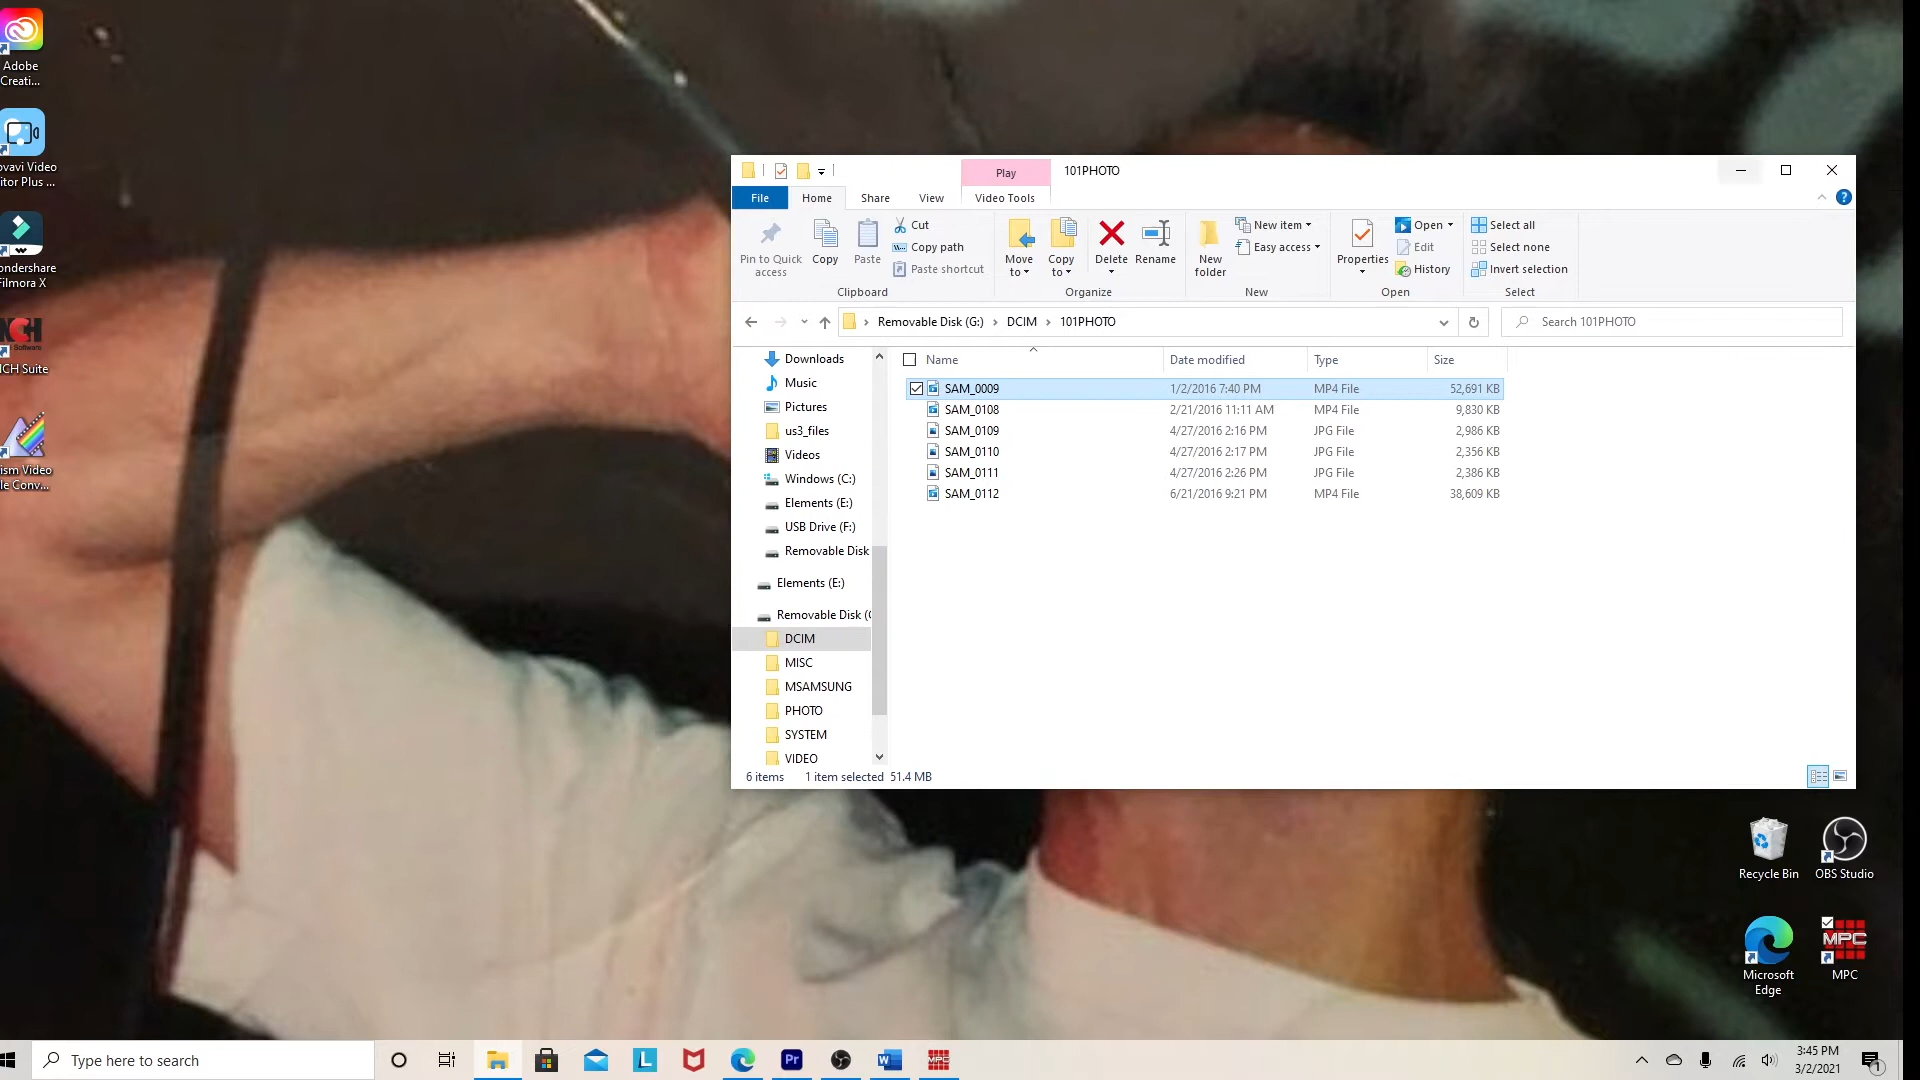 Adobe
Creati...
ovavi Video
itor Plus ...
ondershare
Filmora X
NCH
Software
NCH Suite
ism Video
le Conv...
Play
101PHOTO
File
Home
Share
View
Video Tools
Pin to Quick
access
Copy
Paste
Cut
Copy path
Paste shortcut
Move
to
Copy
to
Delete
Rename
New
folder
New item
Easy access
Properties
Open
Edit
History
Select all
Select none
Invert selection
Clipboard
Organize
New
Open
Select
Removable Disk (G:) > DCIM > 101PHOTO
Search 101PHOTO
Downloads
Music
Pictures
us3_files
Videos
Windows (C:)
Elements (E:)
USB Drive (F:)
Removable Disk
Elements (E:)
Removable Disk (
DCIM
MISC
MSAMSUNG
PHOTO
SYSTEM
VIDEO
Name Date modified Type Size
SAM_0009 1/2/2016 7:40 PM MP4 File 52,691 KB
SAM_0108 2/21/2016 11:11 AM MP4 File 9,830 KB
SAM_0109 4/27/2016 2:16 PM JPG File 2,986 KB
SAM_0110 4/27/2016 2:17 PM JPG File 2,356 KB
SAM_0111 4/27/2016 2:26 PM JPG File 2,386 KB
SAM_0112 6/21/2016 9:21 PM MP4 File 38,609 KB
6 items 1 item selected 51.4 MB
Recycle Bin
OBS Studio
Microsoft
Edge
MPC
MPC
Type here to search
L
Pr
W
MPC
3:45 PM
3/2/2021
1